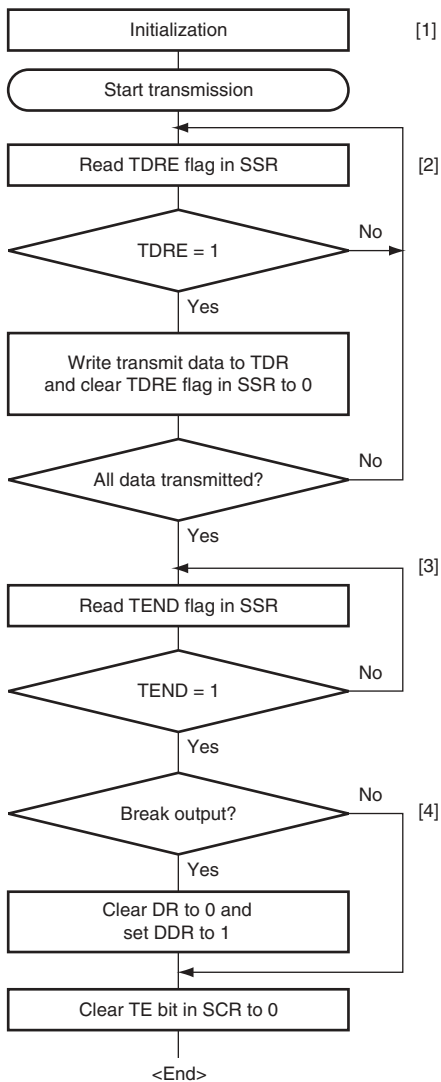 Initialization
[1]
Start transmission
Read TDRE flag in SSR
[2]
TDRE = 1
No
Yes
Write transmit data to TDR
and clear TDRE flag in SSR to 0
All data transmitted?
No
Yes
[3]
Read TEND flag in SSR
TEND = 1
No
Yes
Break output?
No
[4]
Yes
Clear DR to 0 and
set DDR to 1
Clear TE bit in SCR to 0
<End>